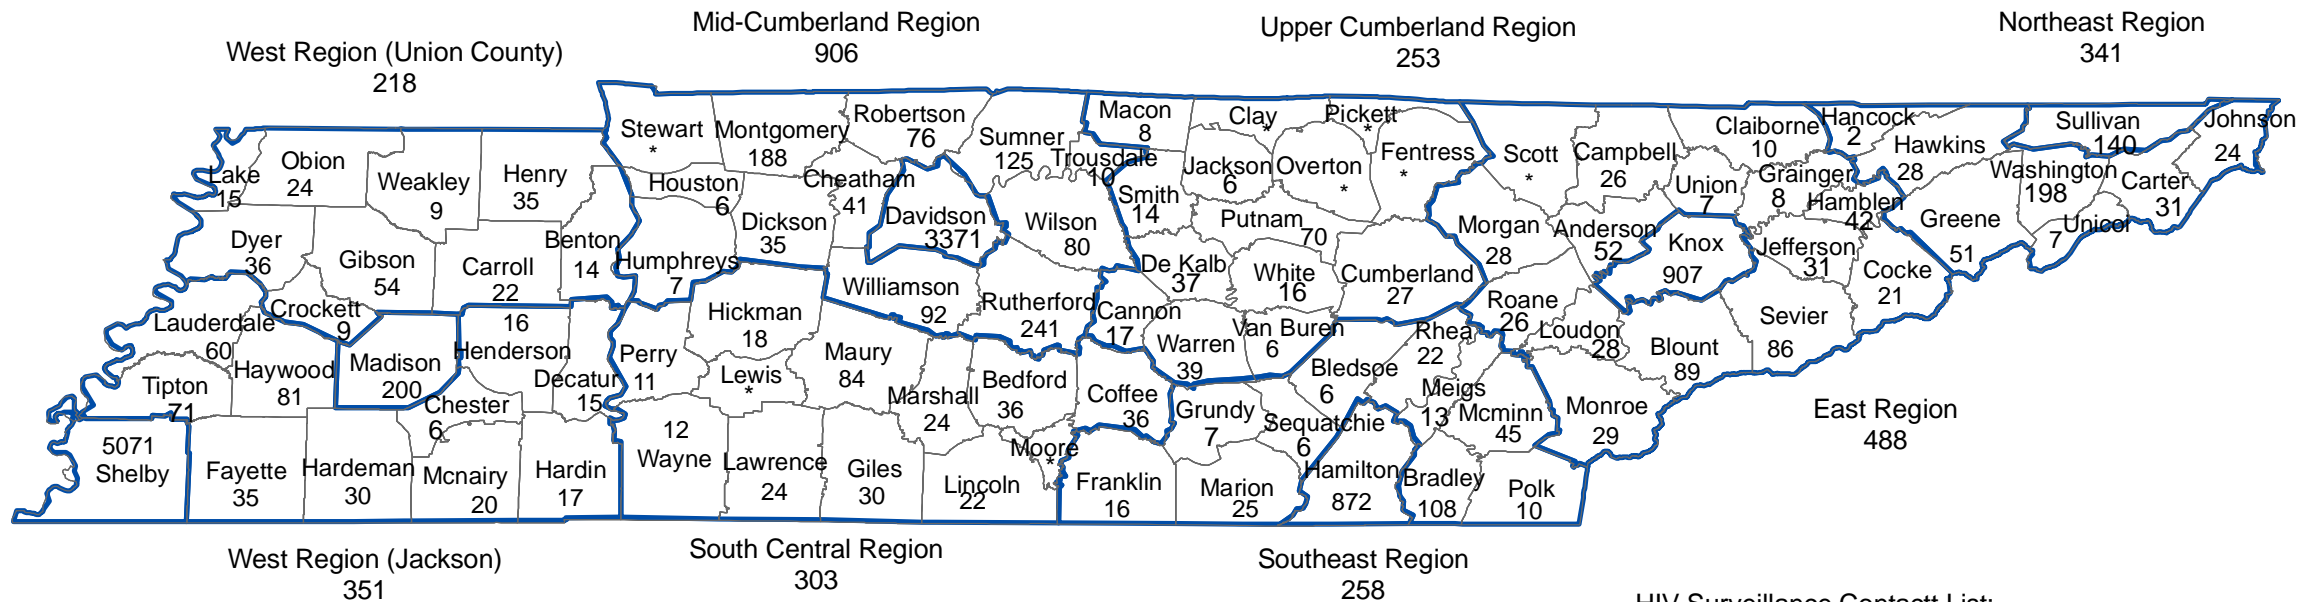 Mid-Cumberland Region
906
Upper Cumberland Region
253
Northeast Region
341
West Region (Union County)
218
Stewart
*
Montgomery
188
Robertson
76
Sumner
125
Trousdale
10
Macon
8
Clay
*
Pickett
*
Fentress
*
Scott
*
Campbell
26
Claiborne
10
Hancock
2
Hawkins
28
Sullivan
140
Johnson
24
Lake
15
Obion
24
Weakley
9
Henry
35
Houston
6
Cheatham
41
Dickson
35
Davidson
3371
Wilson
80
Smith
14
Jackson
6
Overton
*
Putnam
70
Morgan
28
Anderson
52
Union
7
Grainger
8
Hamblen
42
Greene
51
Washington
198
Carter
31
Unicoi
7
Dyer
36
Gibson
54
Carroll
22
Benton
14
Humphreys
7
Williamson
92
Rutherford
241
Cannon
17
De Kalb
37
White
16
Cumberland
27
Roane
26
Loudon
28
Knox
907
Jefferson
31
Cocke
21
Sevier
86
Blount
89
Crockett
9
Lauderdale
60
Haywood
81
Tipton
71
Madison
200
16
Henderson
Decatur
15
Chester
6
Perry
11
Hickman
18
Lewis
*
Maury
84
Marshall
24
Bedford
36
Coffee
36
Warren
39
Van Buren
6
Bledsoe
6
Rhea
22
Meigs
13
Mcminn
45
Monroe
29
East Region
488
5071
Shelby
Fayette
35
Hardeman
30
Mcnairy
20
Hardin
17
12
Wayne
Lawrence
24
Giles
30
Lincoln
22
Moore
*
Franklin
16
Grundy
7
Sequatchie
6
Marion
25
Hamilton
872
Bradley
108
Polk
10
West Region (Jackson)
351
South Central Region
303
Southeast Region
258
HIV Surveillance Contactt List: